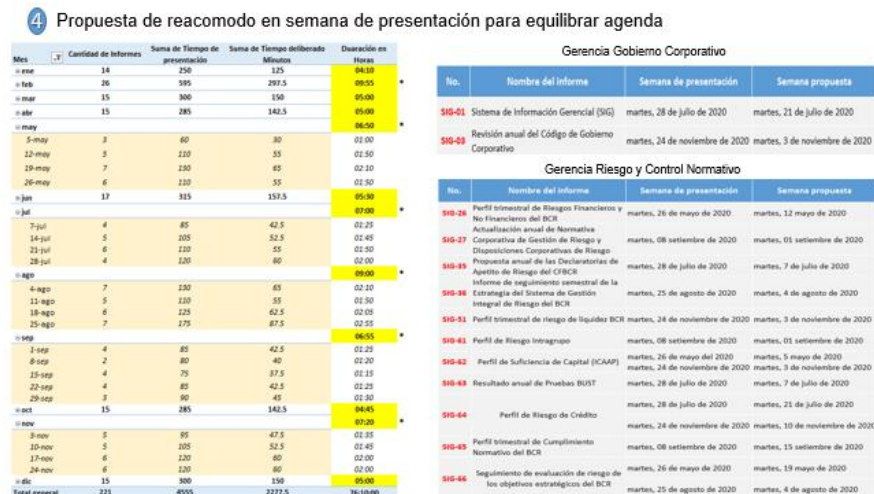 4 Propuesta de reacomodo en semana de presentación para equilibrar agenda
Mes Cantidad de Informes Suma de Tiempo de presentación Suma de Tiempo deliberado Minutos Duaración en Horas
ene 14 250 125 04:10
feb 26 595 297.5 09:55 *
mar 15 300 150 05:00
abr 15 285 142.5 05:00
may 06:50 *
5-may 3 60 30 01:00
12-may 5 110 55 01:50
19-may 7 130 65 02:10
26-may 6 110 55 01:50
jun 17 315 157.5 05:30
jul 07:00 *
7-jul 4 85 42.5 01:25
14-jul 5 105 52.5 01:45
21-jul 6 110 55 01:50
28-jul 4 120 60 02:00
ago 09:00 *
4-ago 7 130 65 02:10
11-ago 5 110 55 01:50
18-ago 6 125 62.5 02:05
25-ago 7 175 87.5 02:55
sep 06:55 *
1-sep 4 85 42.5 01:25
8-sep 2 80 40 01:20
15-sep 4 75 37.5 01:15
22-sep 4 85 42.5 01:25
29-sep 3 90 45 01:30
oct 15 285 142.5 04:45
nov 07:20 *
3-nov 5 95 47.5 01:35
10-nov 5 105 52.5 01:45
17-nov 6 120 60 02:00
24-nov 6 120 60 02:00
dic 15 300 150 05:00
Total general 221 4555 2277.5 76:10:00
Gerencia Gobierno Corporativo
No. Nombre del informe Semana de presentación Semana propuesta
SIG-01 Sistema de Información Gerencial (SIG) martes, 28 de julio de 2020 martes, 21 de julio de 2020
SIG-03 Revisión anual del Código de Gobierno Corporativo martes, 24 de noviembre de 2020 martes, 3 de noviembre de 2020
Gerencia Riesgo y Control Normativo
No. Nombre del informe Semana de presentación Semana propuesta
SIG-26 Perfil trimestral de Riesgos Financieros y No Financieros del BCR martes, 26 de mayo de 2020 martes, 12 mayo de 2020
SIG-27 Actualización anual de Normativa Corporativa de Gestión de Riesgo y Disposiciones Corporativas de Riesgo martes, 08 setiembre de 2020 martes, 01 setiembre de 2020
SIG-35 Propuesta anual de las Declaratorias de Apetito de Riesgo del CFBCR martes, 28 de julio de 2020 martes, 7 de julio de 2020
SIG-36 Informe de seguimiento semestral de la Estrategia del Sistema de Gestión Integral de Riesgo del BCR martes, 25 de agosto de 2020 martes, 4 de agosto de 2020
SIG-51 Perfil trimestral de riesgo de liquidez BCR martes, 24 de noviembre de 2020 martes, 3 de noviembre de 2020
SIG-61 Perfil de Riesgo Intragrupo martes, 08 setiembre de 2020 martes, 01 setiembre de 2020
SIG-62 Perfil de Suficiencia de Capital (ICAAP) martes, 26 de mayo del 2020 martes, 5 mayo de 2020
martes, 24 de noviembre de 2020 martes, 3 de noviembre de 2020
SIG-63 Resultado anual de Pruebas BUST martes, 28 de julio de 2020 martes, 7 de julio de 2020
SIG-64 Perfil de Riesgo de Crédito martes, 28 de julio de 2020 martes, 21 de julio de 2020
martes, 24 de noviembre de 2020 martes, 10 de noviembre de 2020
SIG-65 Perfil trimestral de Cumplimiento Normativo del BCR martes, 08 setiembre de 2020 martes, 15 setiembre de 2020
SIG-66 Seguimiento de evaluación de riesgo de los objetivos estratégicos del BCR martes, 26 de mayo de 2020 martes, 19 mayo de 2020
martes, 25 de agosto de 2020 martes, 4 de agosto de 2020